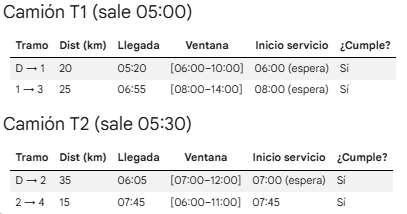 Camión T1 (sale 05:00)
Tramo Dist (km) Llegada Ventana Inicio servicio ¿Cumple?
D → 1 20 05:20 [06:00–10:00] 06:00 (espera) Sí
1 → 3 25 06:55 [08:00–14:00] 08:00 (espera) Sí
Camión T2 (sale 05:30)
Tramo Dist (km) Llegada Ventana Inicio servicio ¿Cumple?
D → 2 35 06:05 [07:00–12:00] 07:00 (espera) Sí
2 → 4 15 07:45 [06:00–11:00] 07:45 Sí